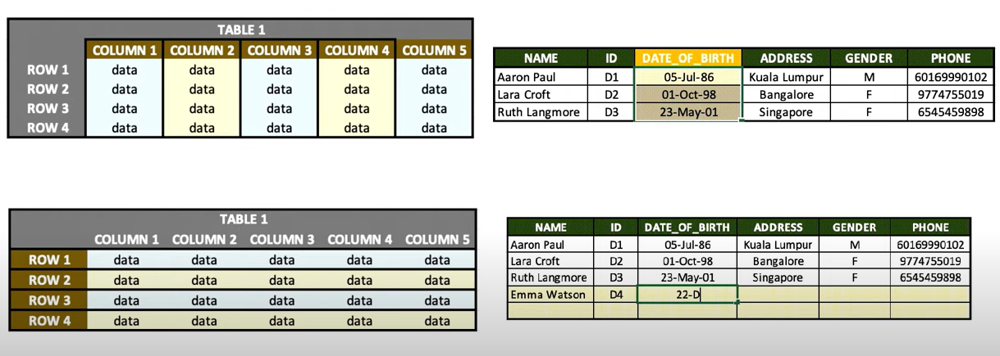 TABLE 1
COLUMN 1 COLUMN 2 COLUMN 3 COLUMN 4 COLUMN 5
ROW 1 data data data data data
ROW 2 data data data data data
ROW 3 data data data data data
ROW 4 data data data data data
NAME ID DATE_OF_BIRTH ADDRESS GENDER PHONE
Aaron Paul D1 05-Jul-86 Kuala Lumpur M 60169990102
Lara Croft D2 01-Oct-98 Bangalore F 9774755019
Ruth Langmore D3 23-May-01 Singapore F 6545459898
TABLE 1
COLUMN 1 COLUMN 2 COLUMN 3 COLUMN 4 COLUMN 5
ROW 1 data data data data data
ROW 2 data data data data data
ROW 3 data data data data data
ROW 4 data data data data data
NAME ID DATE_OF_BIRTH ADDRESS GENDER PHONE
Aaron Paul D1 05-Jul-86 Kuala Lumpur M 60169990102
Lara Croft D2 01-Oct-98 Bangalore F 9774755019
Ruth Langmore D3 23-May-01 Singapore F 6545459898
Emma Watson D4 22-D